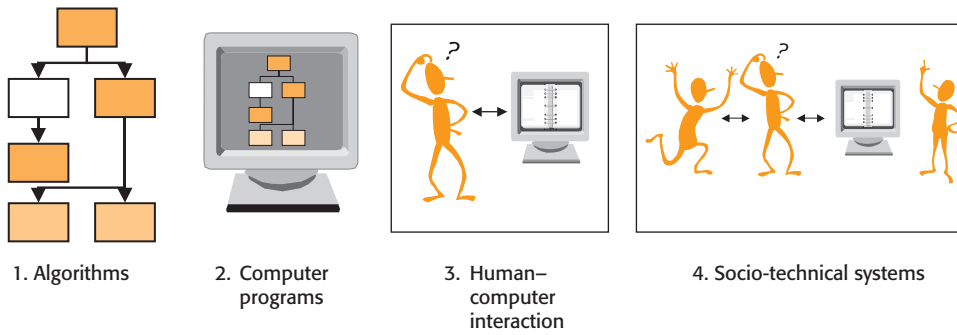 ?
?
1. Algorithms
2. Computer
programs
3. Human–
computer
interaction
4. Socio-technical systems